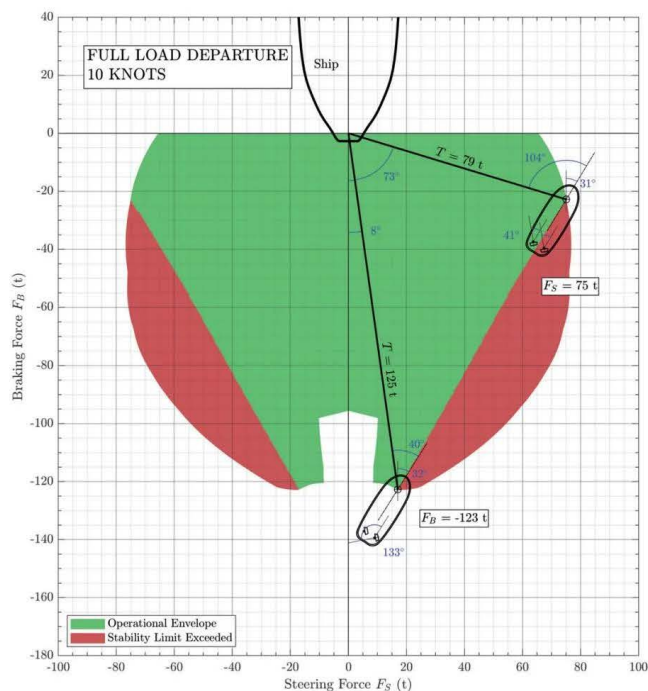 FULL LOAD DEPARTURE
10 KNOTS
Ship
T = 79 t
104°
31°
73°
8°
41°
F_S = 75 t
T = 125 t
40°
32°
F_B = -123 t
133°
Operational Envelope
Stability Limit Exceeded
Braking Force F_B (t)
40
20
0
-20
-40
-60
-80
-100
-120
-140
-160
-180
-100 -80 -60 -40 -20 0 20 40 60 80 100
Steering Force F_S (t)